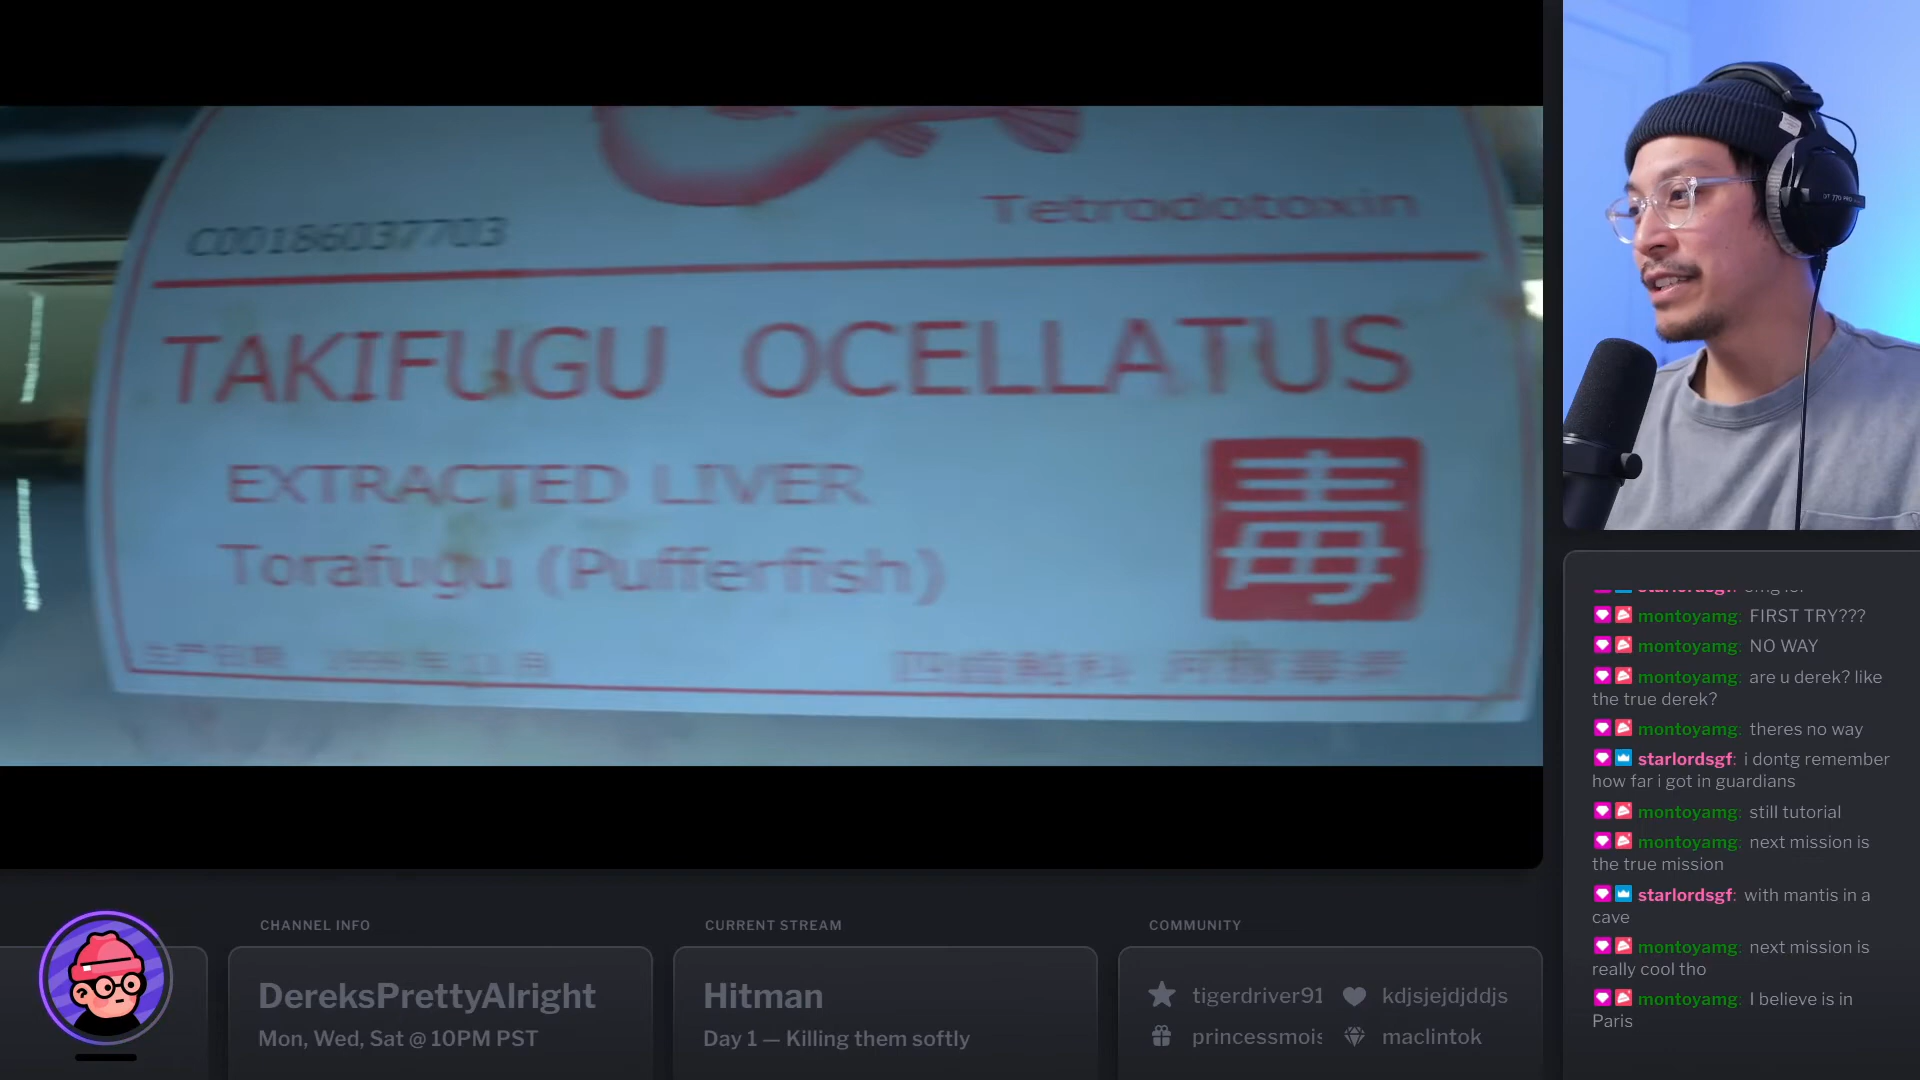 Tetrodotoxin
C00186037703
TAKIFUGU OCELLATUS
EXTRACTED LIVER
Torafugu (Pufferfish)
毒
DT 770 PRO
montoyamg: FIRST TRY???
montoyamg: NO WAY
montoyamg: are u derek? like
the true derek?
montoyamg: theres no way
starlordsgf: i dontg remember
how far i got in guardians
montoyamg: still tutorial
montoyamg: next mission is
the true mission
starlordsgf: with mantis in a
cave
montoyamg: next mission is
really cool tho
montoyamg: I believe is in
Paris
CHANNEL INFO
DereksPrettyAlright
Mon, Wed, Sat @ 10PM PST
CURRENT STREAM
Hitman
Day 1 — Killing them softly
COMMUNITY
tigerdriver91
kdjsjejdjddjs
princessmois
maclintok